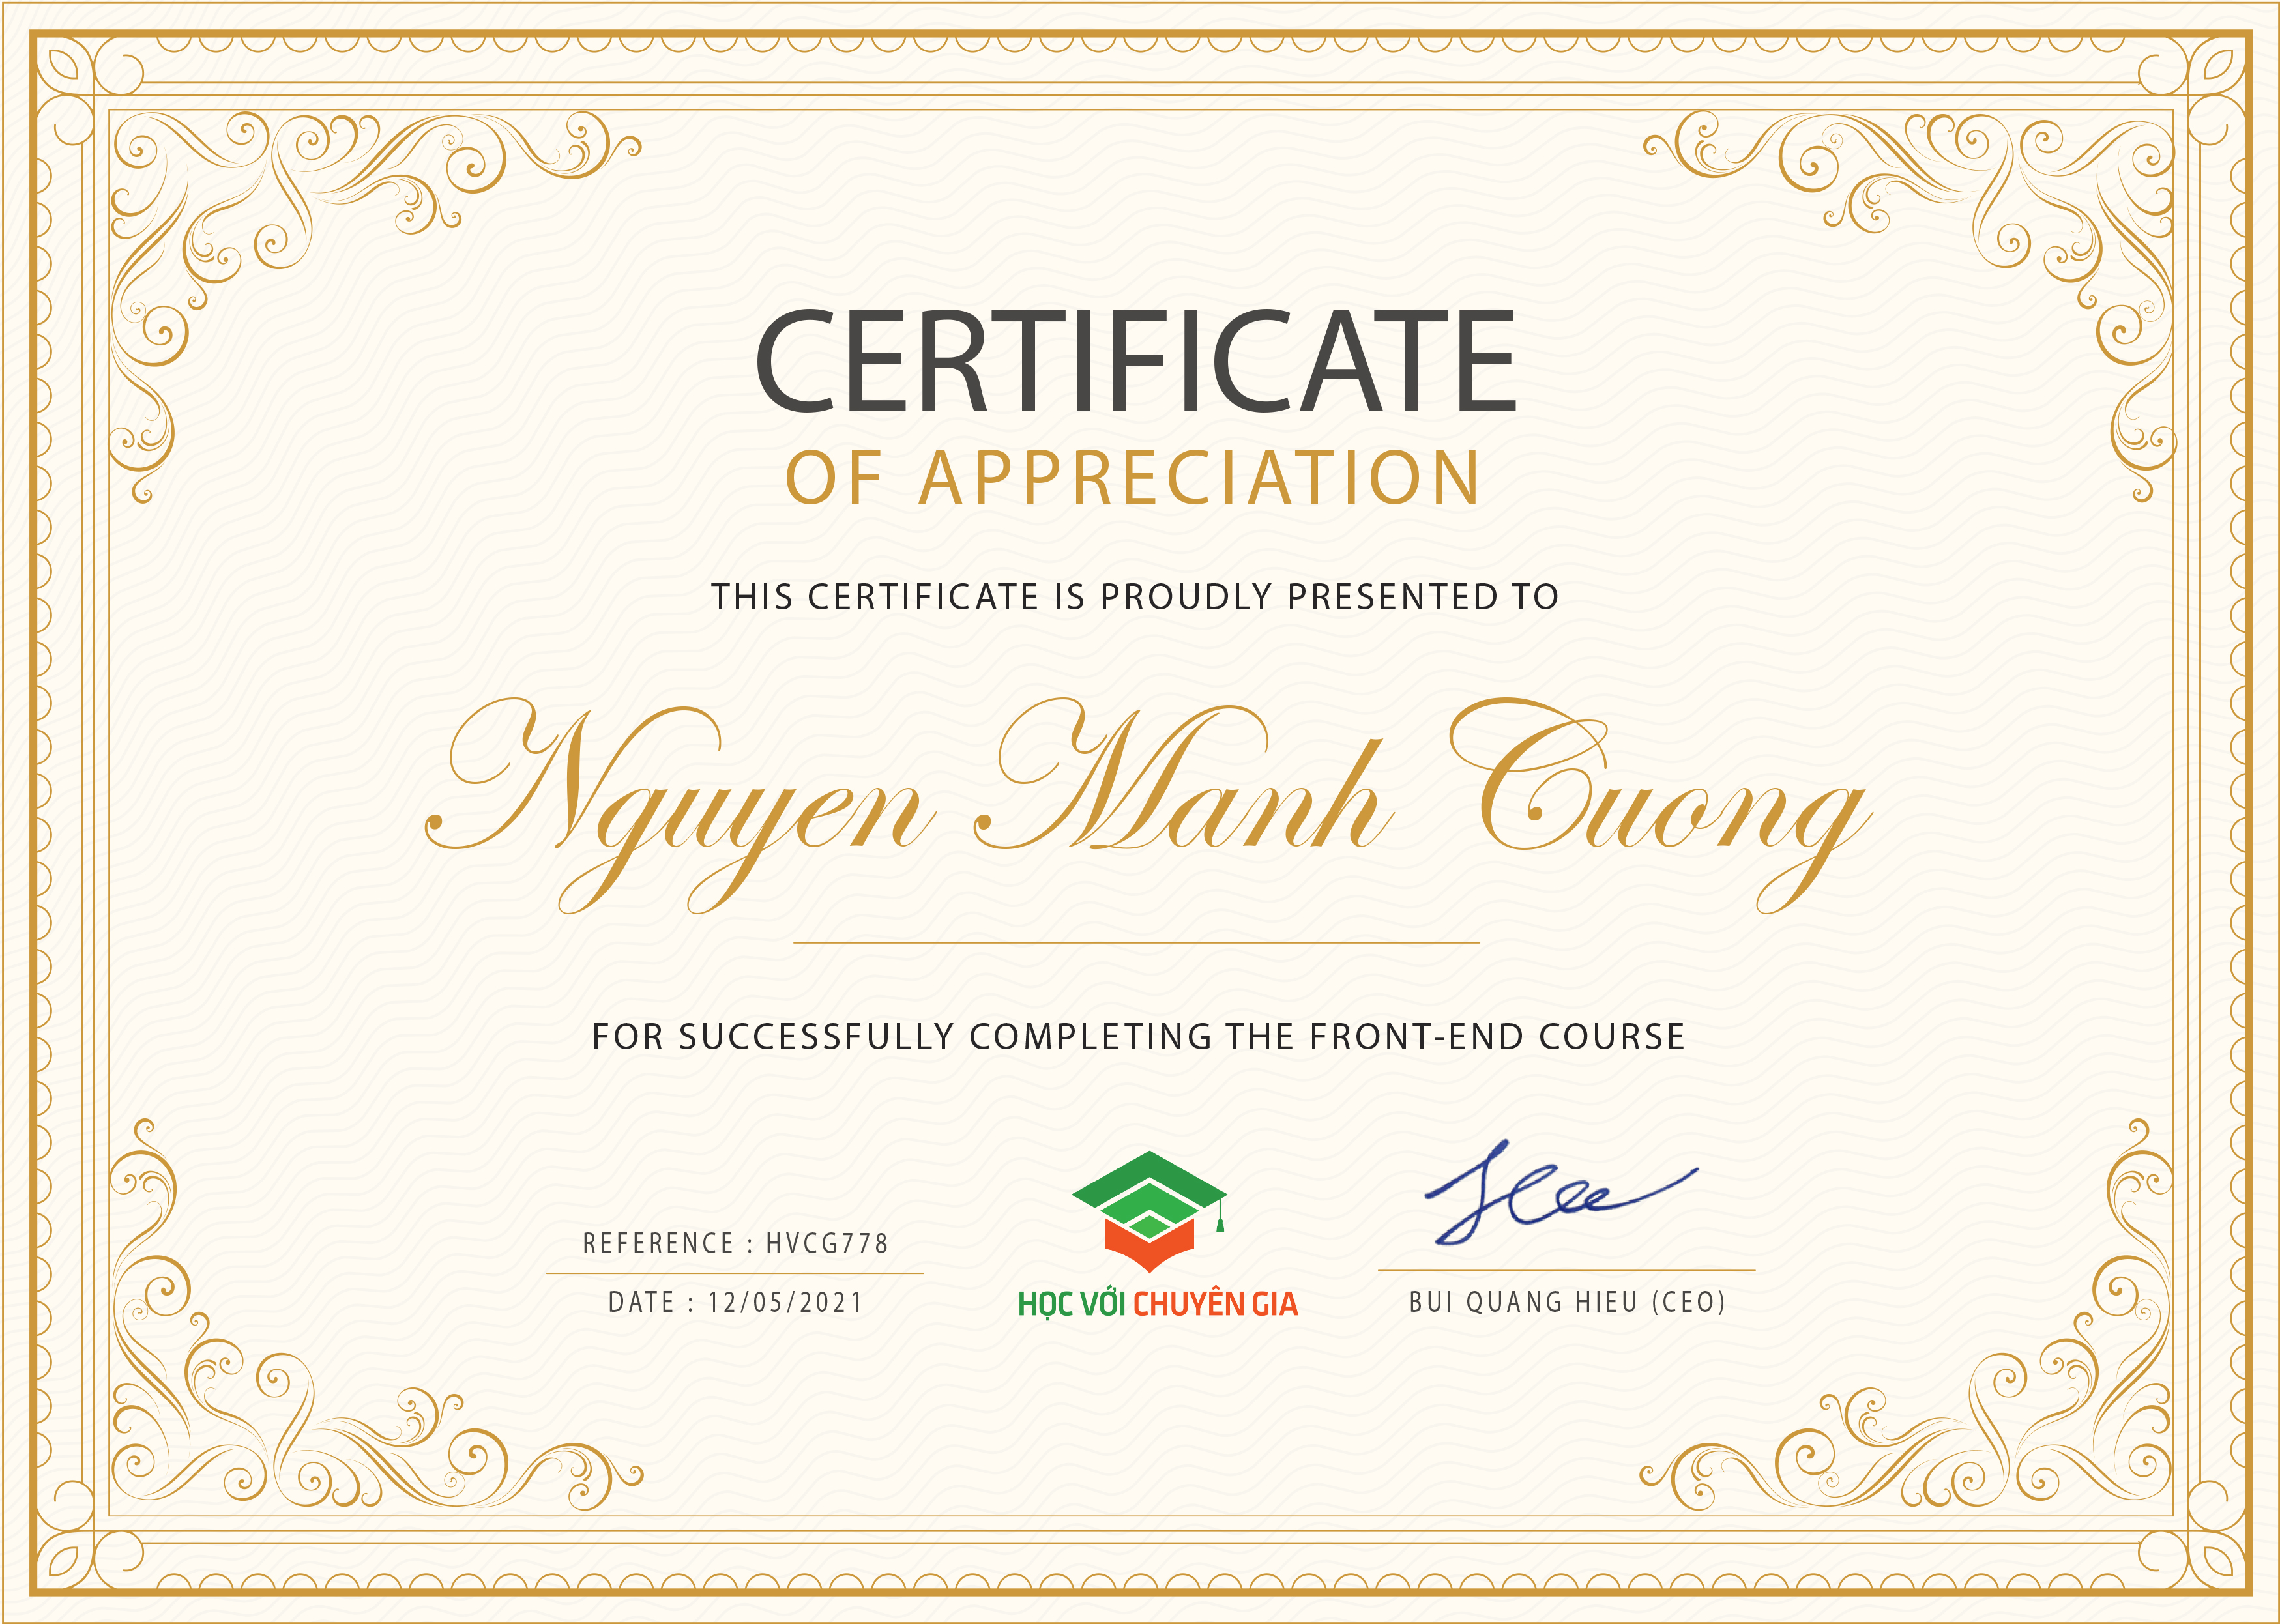 CERTIFICATE
OF APPRECIATION
THIS CERTIFICATE IS PROUDLY PRESENTED TO
Nguyen Manh Cuong
FOR SUCCESSFULLY COMPLETING THE FRONT-END COURSE
REFERENCE : HVCG778
DATE : 12/05/2021
HỌC VỚI CHUYÊN GIA
BUI QUANG HIEU (CEO)